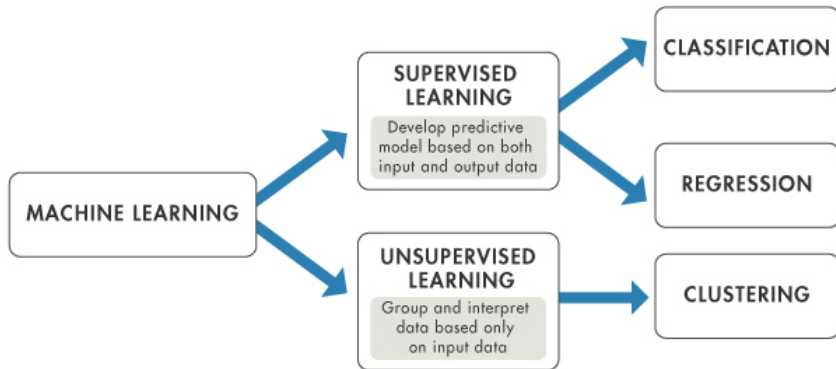 MACHINE LEARNING
SUPERVISED
LEARNING
Develop predictive
model based on both
input and output data
UNSUPERVISED
LEARNING
Group and interpret
data based only
on input data
CLASSIFICATION
REGRESSION
CLUSTERING